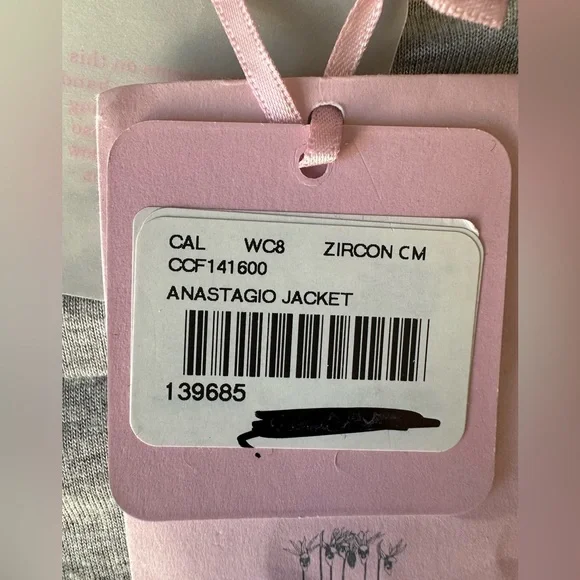 CAL WC8 ZIRCON CM
CCF141600
ANASTAGIO JACKET
139685